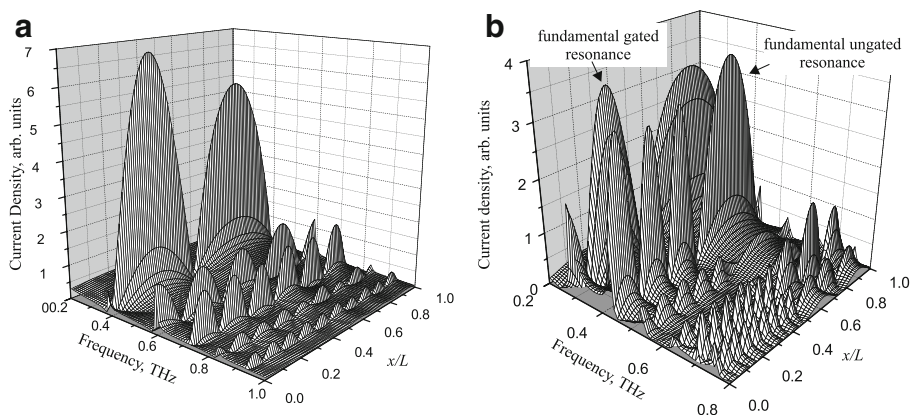 a
7
6
5
4
3
2
1
Current Density, arb. units
00.2
0.4
0.6
0.8
1.0
Frequency, THz
0.0
0.2
0.4
0.6
0.8
1.0
x/L
b
fundamental gated
resonance
fundamental ungated
resonance
4
3
2
1
0
Current density, arb. units
0.2
0.4
0.6
0.8
Frequency, THz
0.0
0.2
0.4
0.6
0.8
1.0
x/L